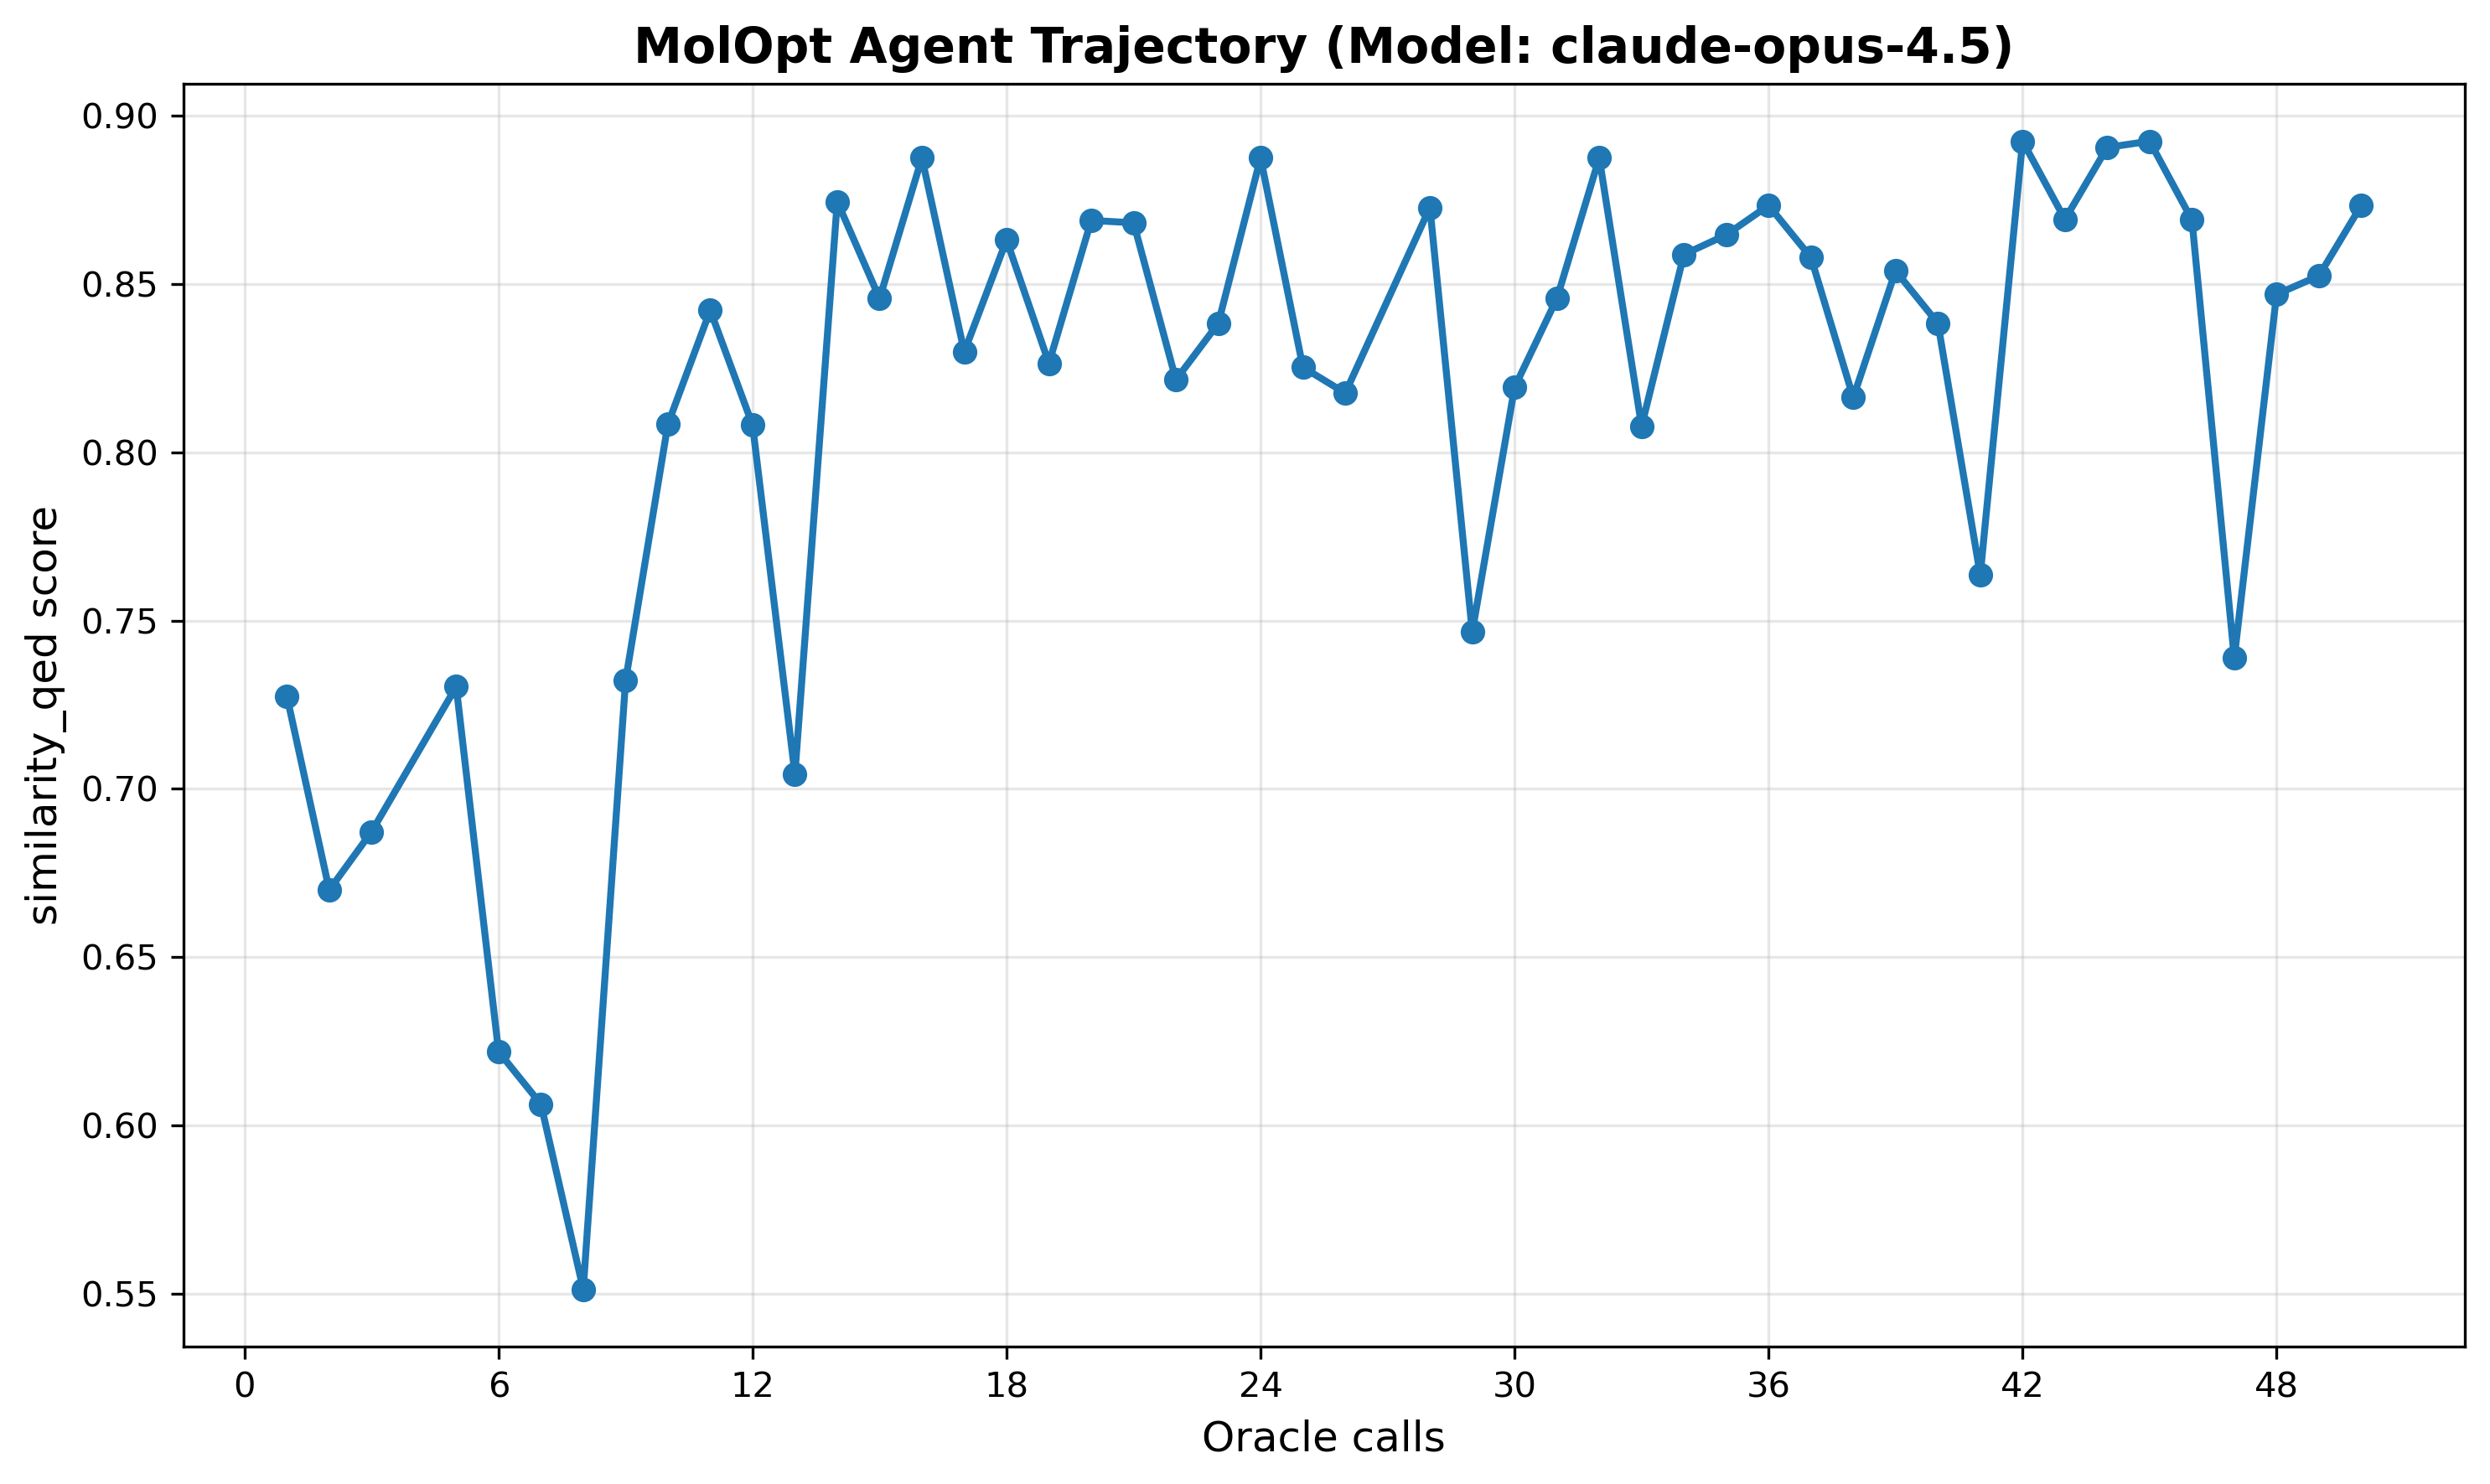 MolOpt Agent Trajectory (Model: claude-opus-4.5)
similarity_qed score
0.90
0.85
0.80
0.75
0.70
0.65
0.60
0.55
0 6 12 18 24 30 36 42 48
Oracle calls